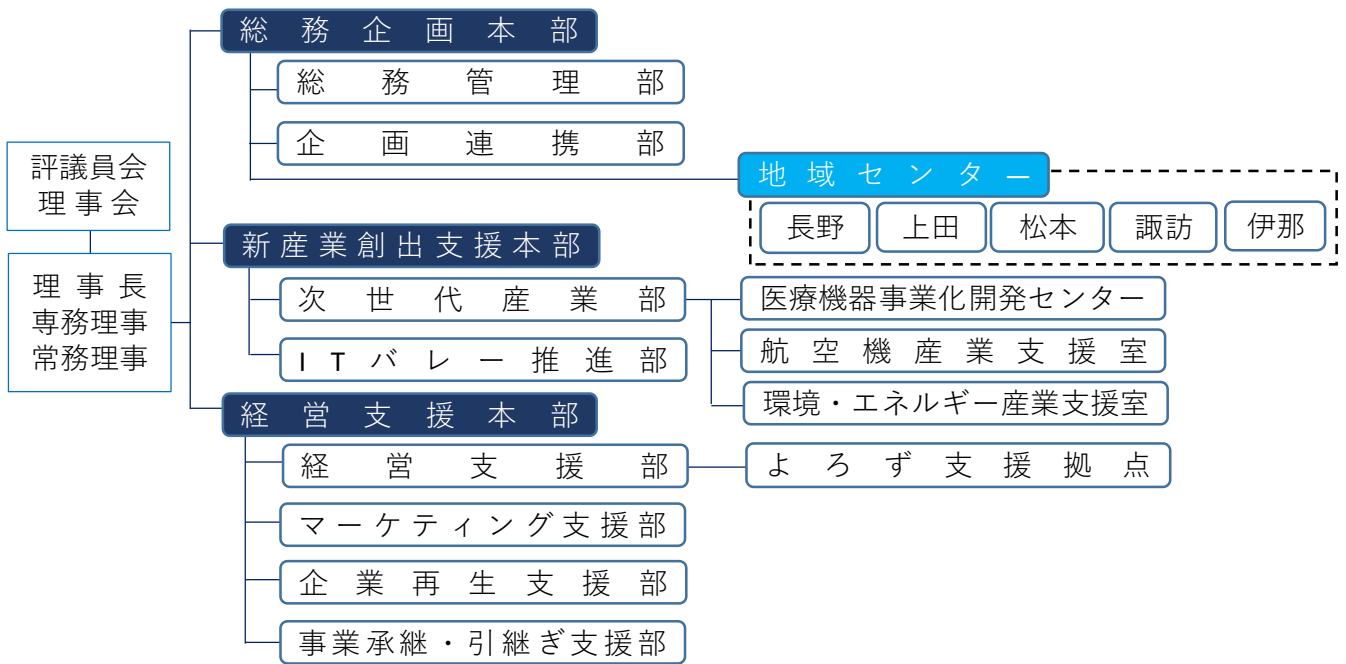 総務企画本部
総務管理部
企画連携部
評議員会
理事会
地域センター
長野
上田
松本
諏訪
伊那
新産業創出支援本部
理事長
専務理事
常務理事
次世代産業部
医療機器事業化開発センター
ITバレー推進部
航空機産業支援室
環境・エネルギー産業支援室
経営支援本部
経営支援部
よろず支援拠点
マーケティング支援部
企業再生支援部
事業承継・引継ぎ支援部